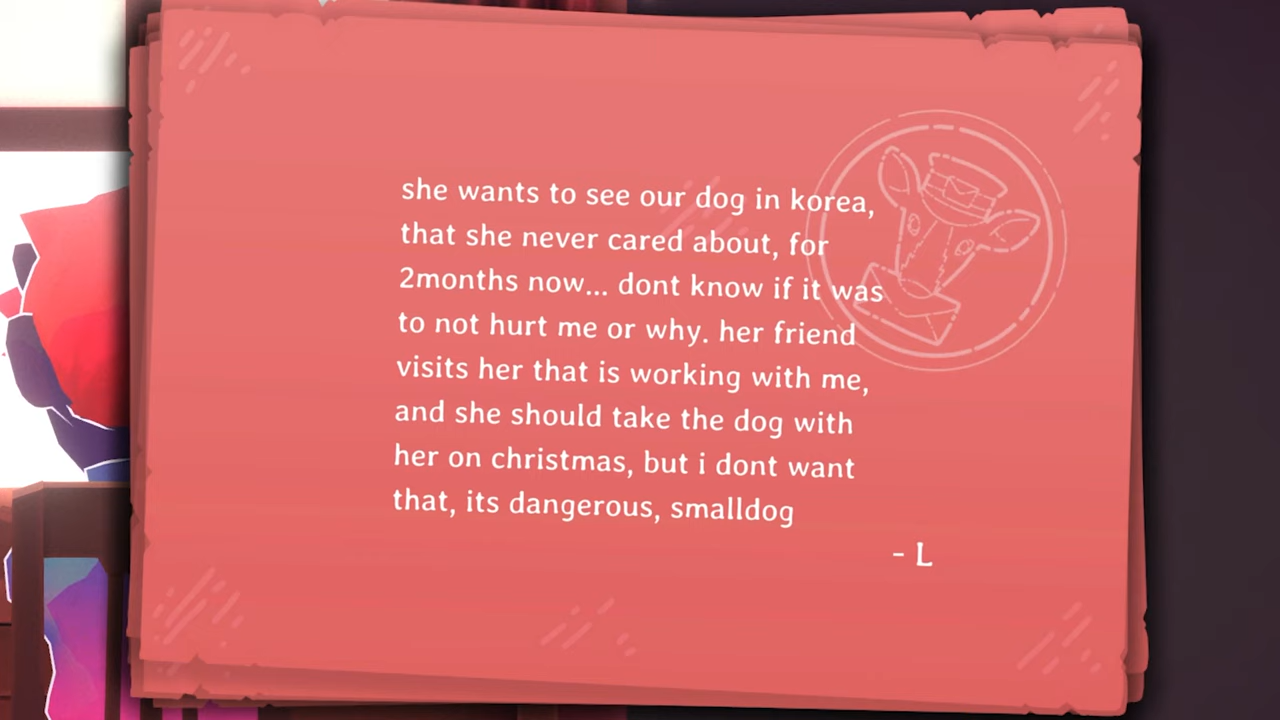 she wants to see our dog in korea,
that she never cared about, for
2months now... dont know if it was
to not hurt me or why. her friend
visits her that is working with me,
and she should take the dog with
her on christmas, but i dont want
that, its dangerous, smalldog
- L